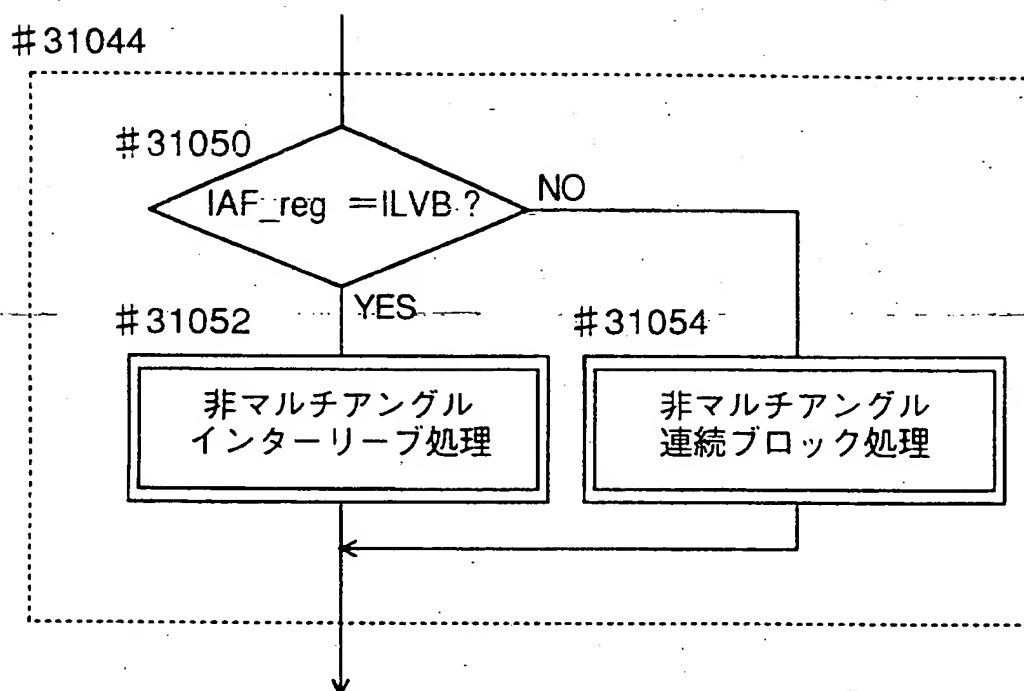 #31044
#31050
IAF_reg =ILVB ?
NO
YES
#31052
#31054
非マルチアングル
インターリーブ処理
非マルチアングル
連続ブロック処理